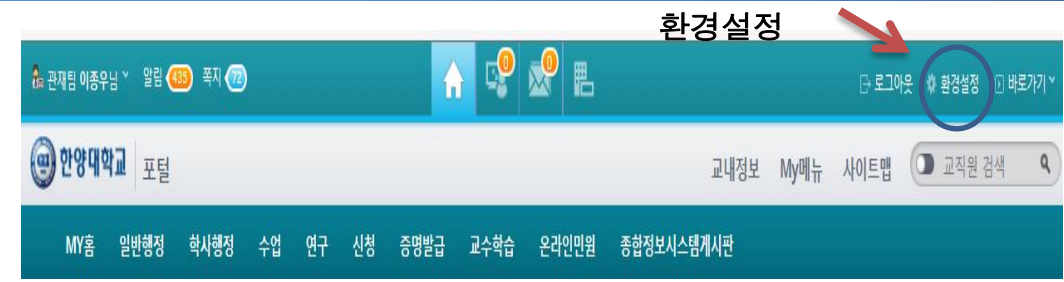 환경설정
관재팀 이종우님 알림 435 쪽지 72
0 0
로그아웃 환경설정 바로가기
한양대학교 포털
교내정보 My메뉴 사이트맵 교직원 검색
MY홈 일반행정 학사행정 수업 연구 신청 증명발급 교수학습 온라인민원 종합정보시스템게시판